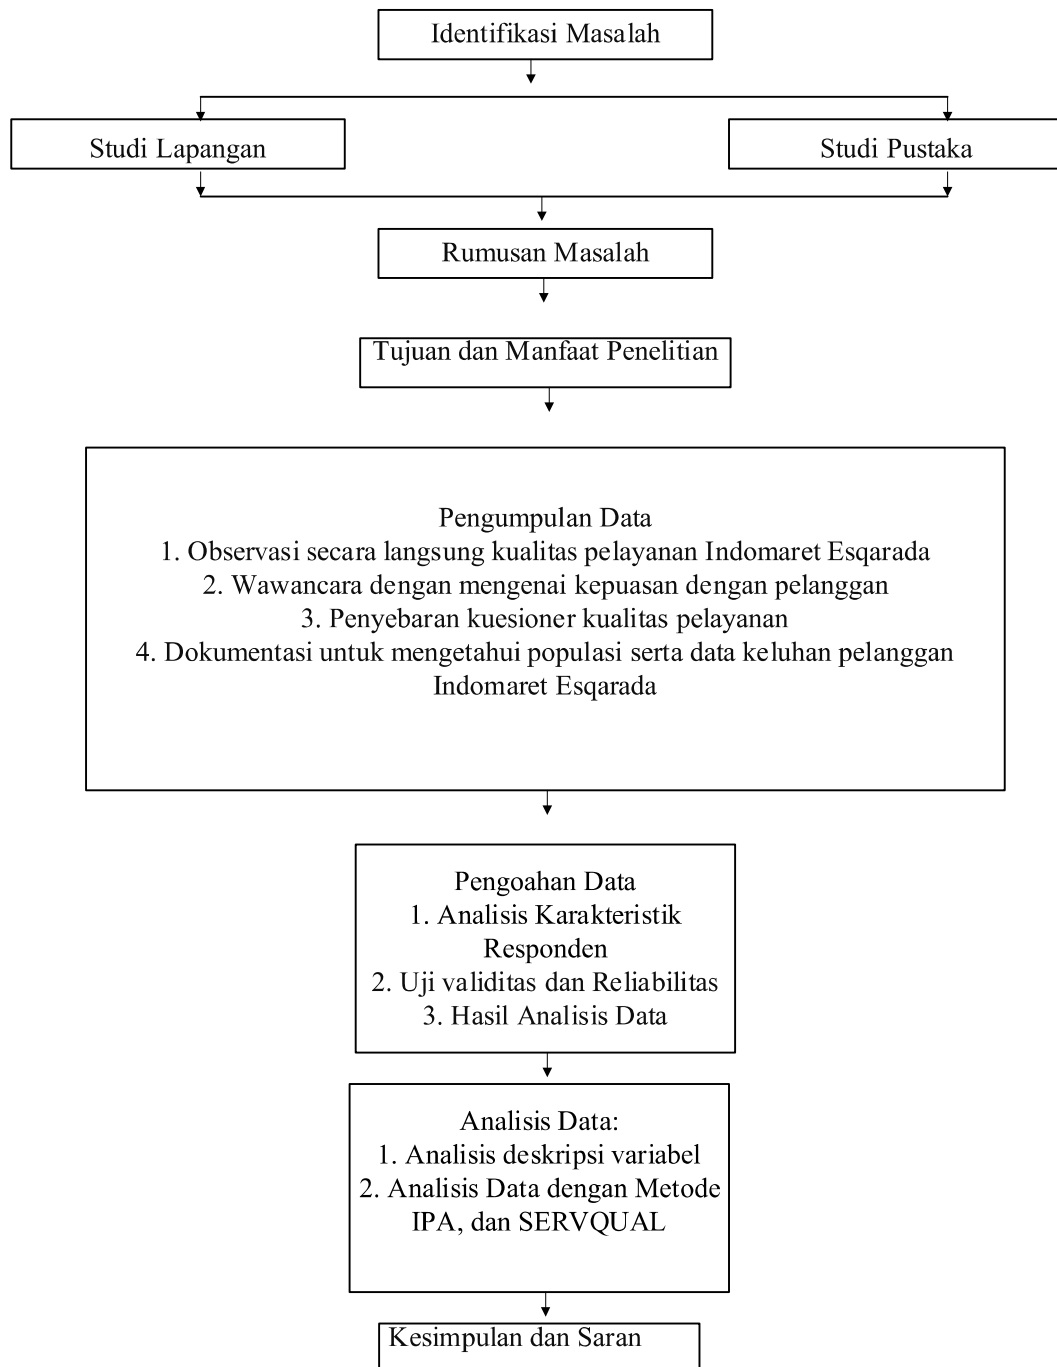 Identifikasi Masalah
Studi Lapangan
Studi Pustaka
Rumusan Masalah
Tujuan dan Manfaat Penelitian
Pengumpulan Data
1. Observasi secara langsung kualitas pelayanan Indomaret Esqarada
2. Wawancara dengan mengenai kepuasan dengan pelanggan
3. Penyebaran kuesioner kualitas pelayanan
4. Dokumentasi untuk mengetahui populasi serta data keluhan pelanggan
Indomaret Esqarada
Pengoahan Data
1. Analisis Karakteristik
Responden
2. Uji validitas dan Reliabilitas
3. Hasil Analisis Data
Analisis Data:
1. Analisis deskripsi variabel
2. Analisis Data dengan Metode
IPA, dan SERVQUAL
Kesimpulan dan Saran